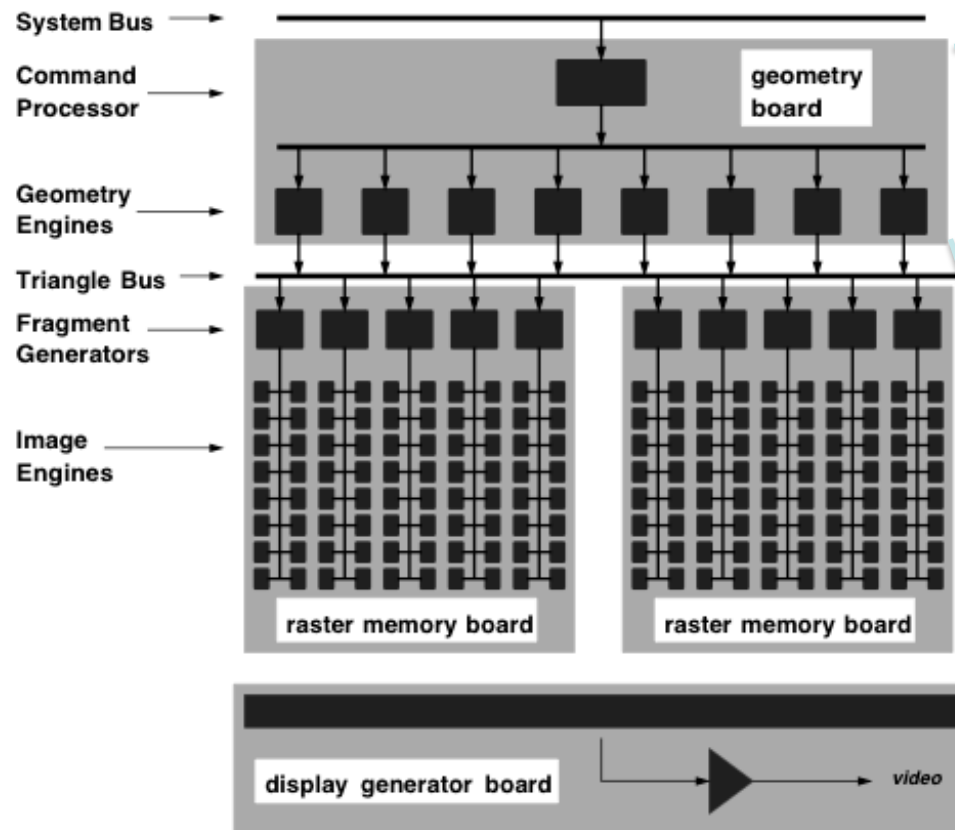 System Bus
Command
Processor
geometry
board
Geometry
Engines
Triangle Bus
Fragment
Generators
Image
Engines
raster memory board
raster memory board
display generator board
video